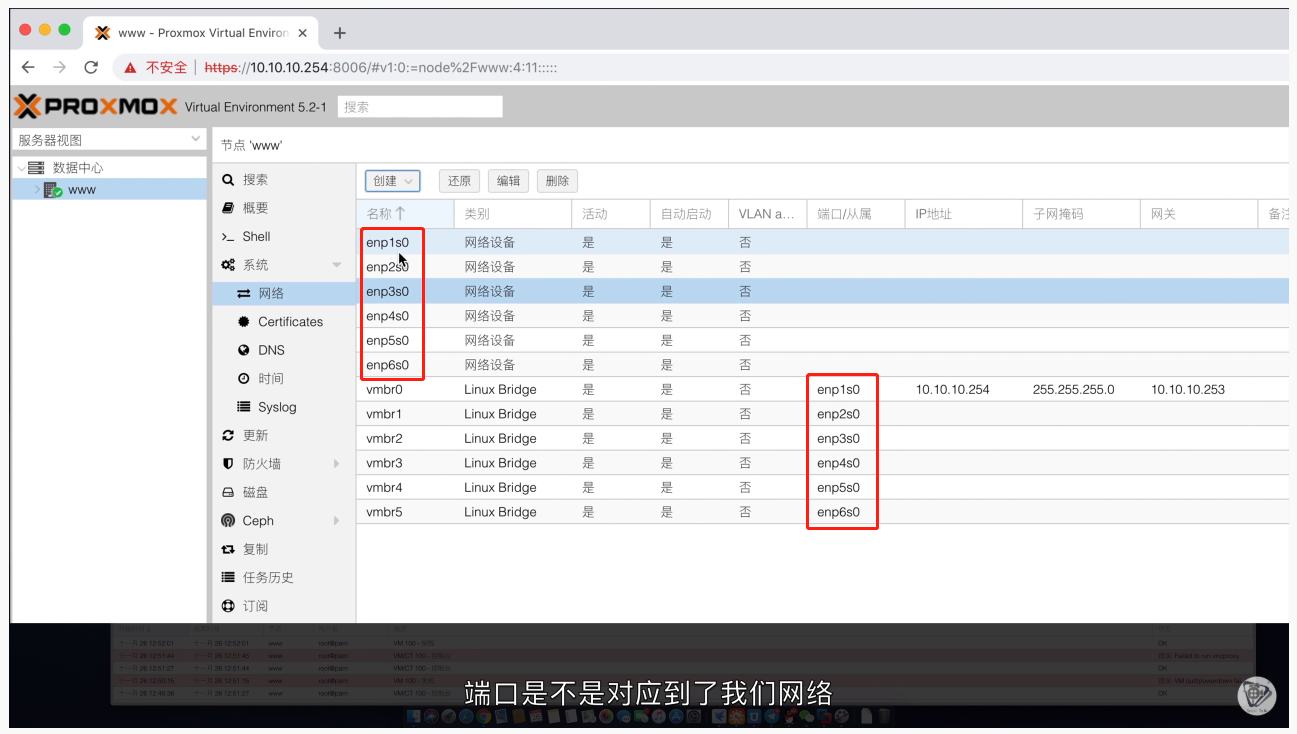 www - Proxmox Virtual Environ
不安全 https://10.10.10.254:8006/#v1:0:=node%2Fwww:4:11:::::
PROXMOX Virtual Environment 5.2-1 搜索
服务器视图
数据中心
www
节点 'www'
搜索
概要
Shell
系统
网络
Certificates
DNS
时间
Syslog
更新
防火墙
磁盘
Ceph
复制
任务历史
订阅
创建 还原 编辑 删除
名称 类别 活动 自动启动 VLAN a... 端口/从属 IP地址 子网掩码 网关 备注
enp1s0 网络设备 是 是 否
enp2s0 网络设备 是 是 否
enp3s0 网络设备 是 是 否
enp4s0 网络设备 是 是 否
enp5s0 网络设备 是 是 否
enp6s0 网络设备 是 是 否
vmbr0 Linux Bridge 是 是 否 enp1s0 10.10.10.254 255.255.255.0 10.10.10.253
vmbr1 Linux Bridge 是 是 否 enp2s0
vmbr2 Linux Bridge 是 是 否 enp3s0
vmbr3 Linux Bridge 是 是 否 enp4s0
vmbr4 Linux Bridge 是 是 否 enp5s0
vmbr5 Linux Bridge 是 是 否 enp6s0
端口是不是对应到了我们网络